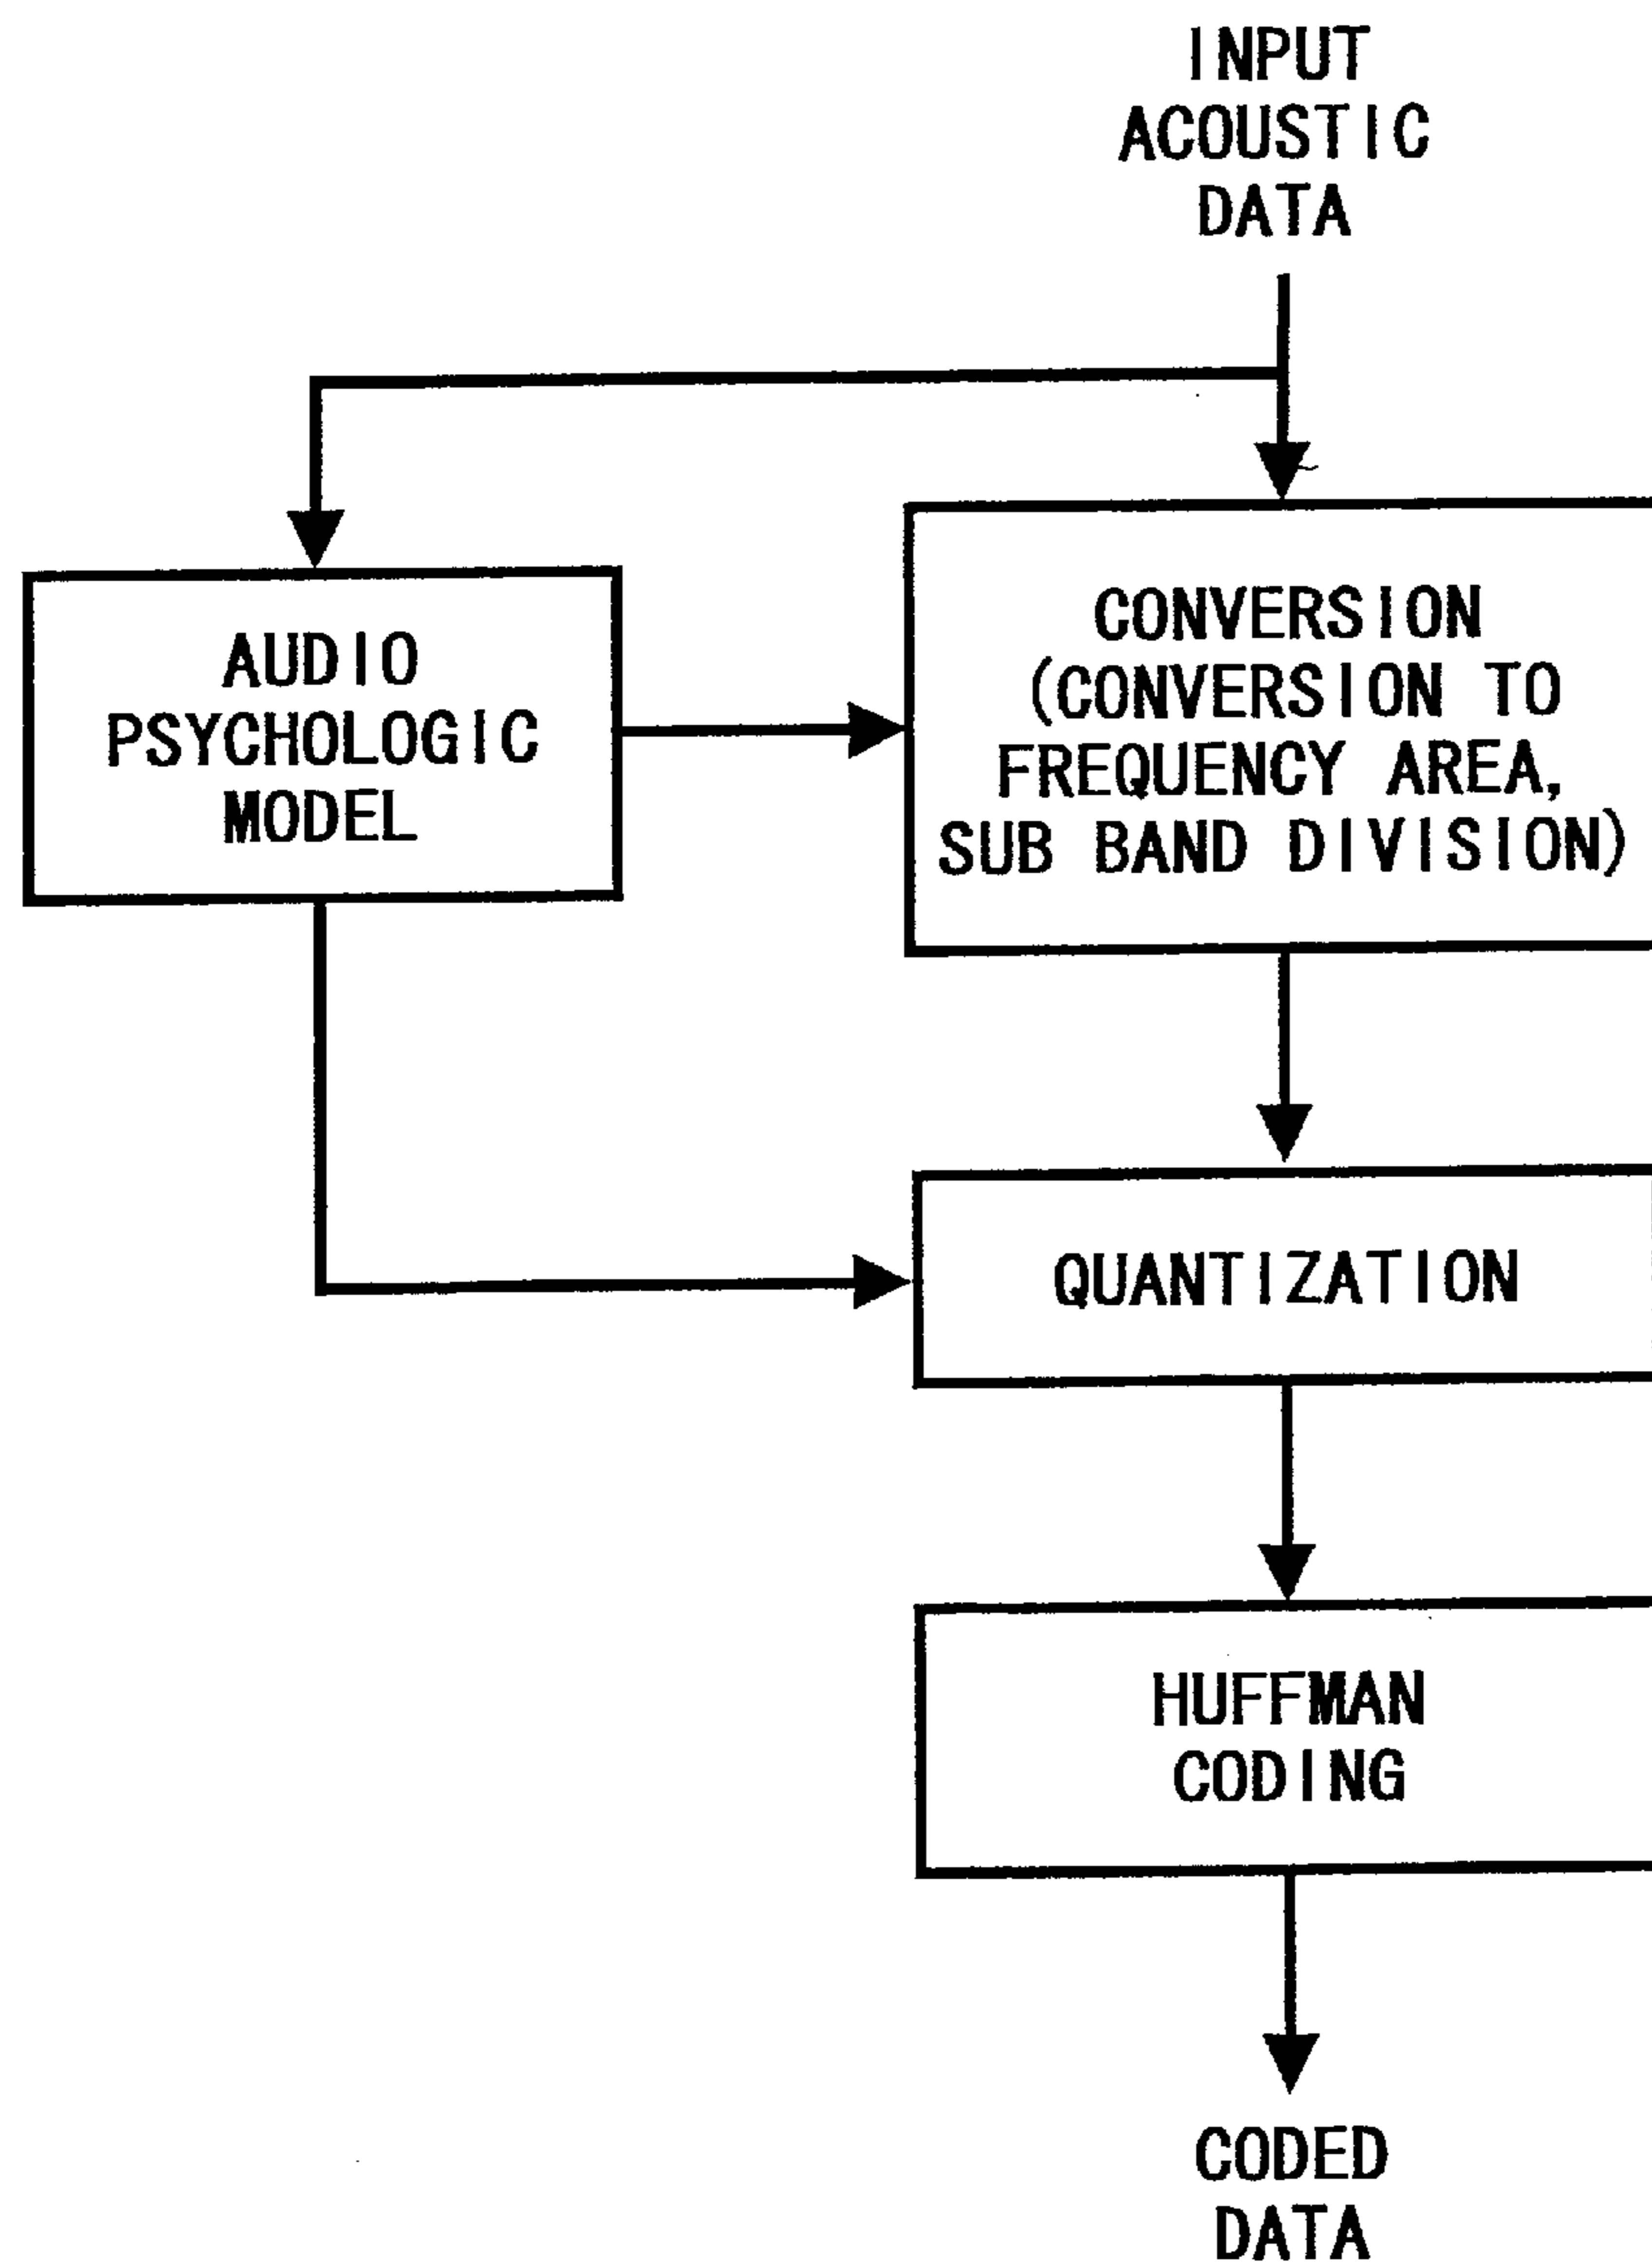 INPUT
ACOUSTIC
DATA
AUDIO
PSYCHOLOGIC
MODEL
CONVERSION
(CONVERSION TO
FREQUENCY AREA,
SUB BAND DIVISION)
QUANTIZATION
HUFFMAN
CODING
CODED
DATA